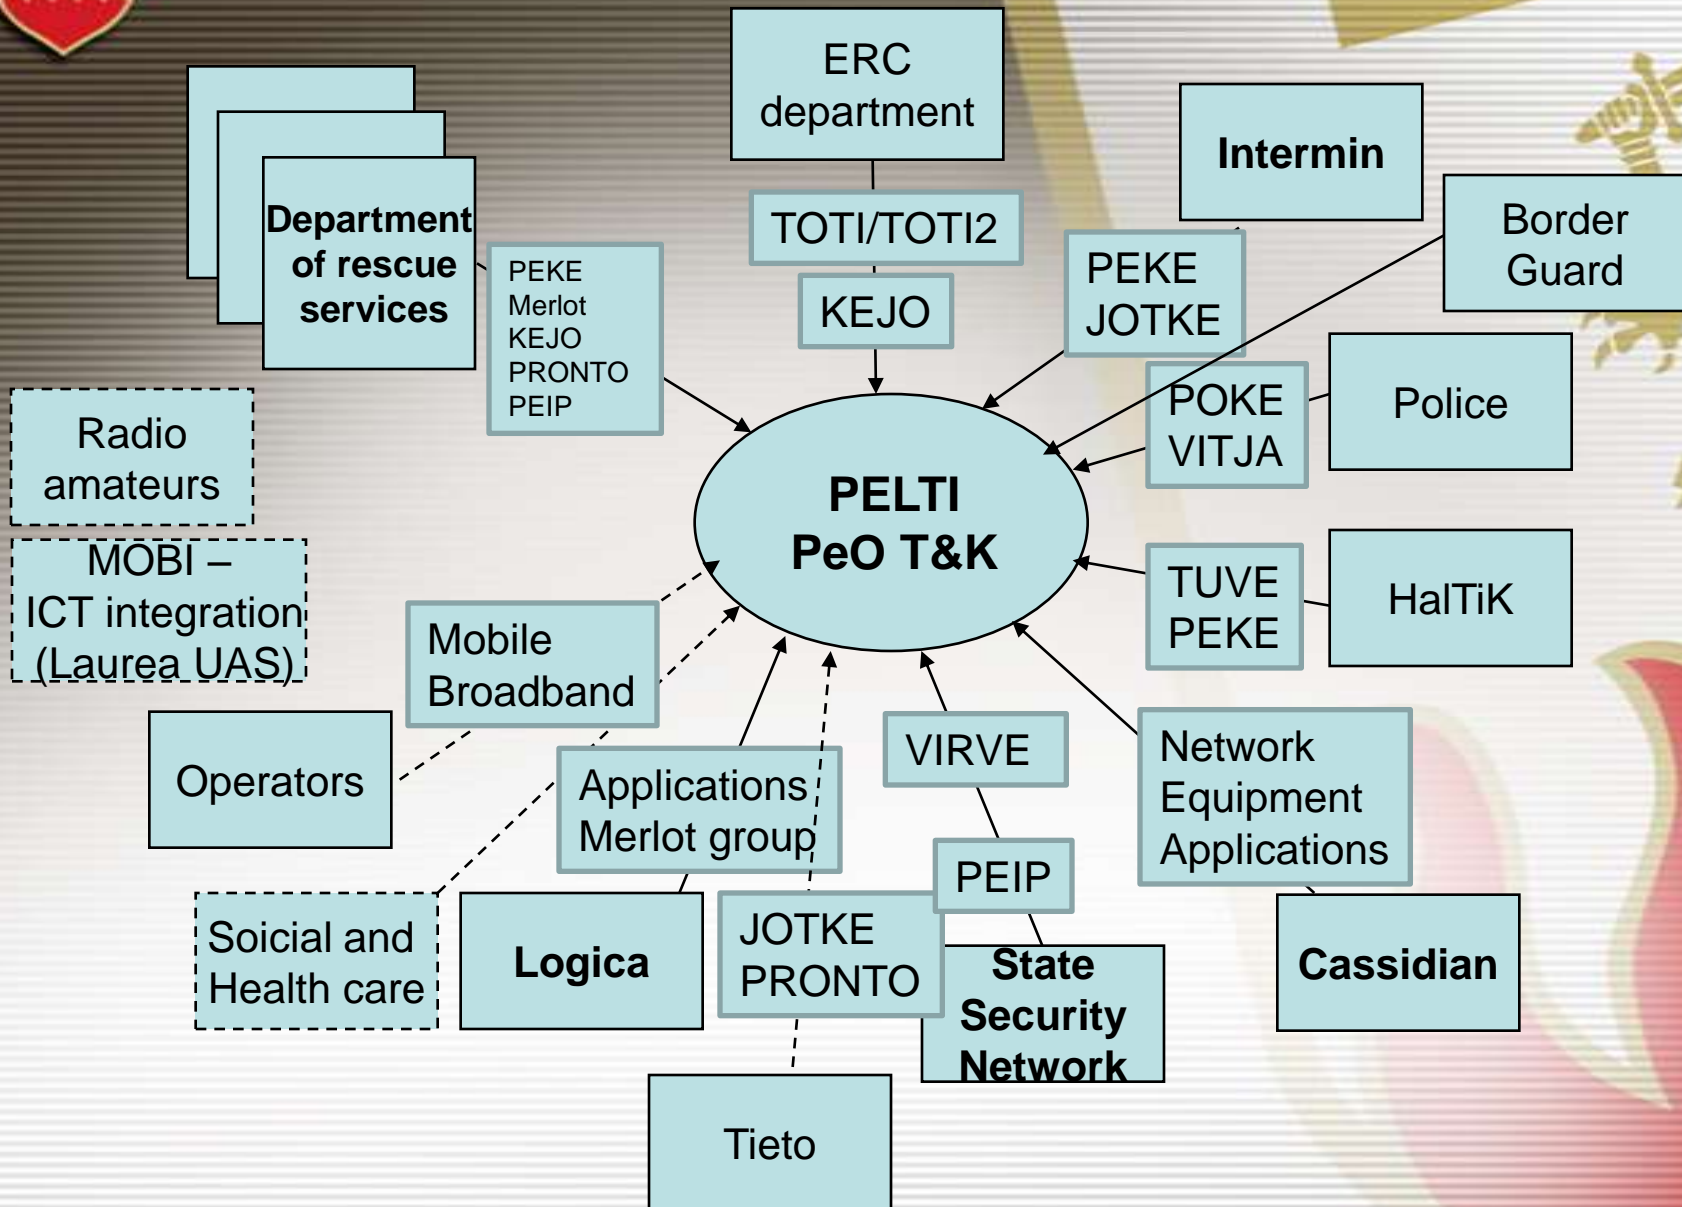 ERC
department
Intermin
Department
of rescue
services
TOTI/TOTI2
Border
Guard
PEKE
Merlot
KEJO
PRONTO
PEIP
KEJO
PEKE
JOTKE
Radio
amateurs
POKE
VITJA
Police
PELTI
PeO T&K
MOBI –
ICT integration
(Laurea UAS)
TUVE
PEKE
HalTiK
Mobile
Broadband
Operators
Applications
Merlot group
VIRVE
Network
Equipment
Applications
PEIP
Soicial and
Health care
Logica
JOTKE
PRONTO
State
Security
Network
Cassidian
Tieto